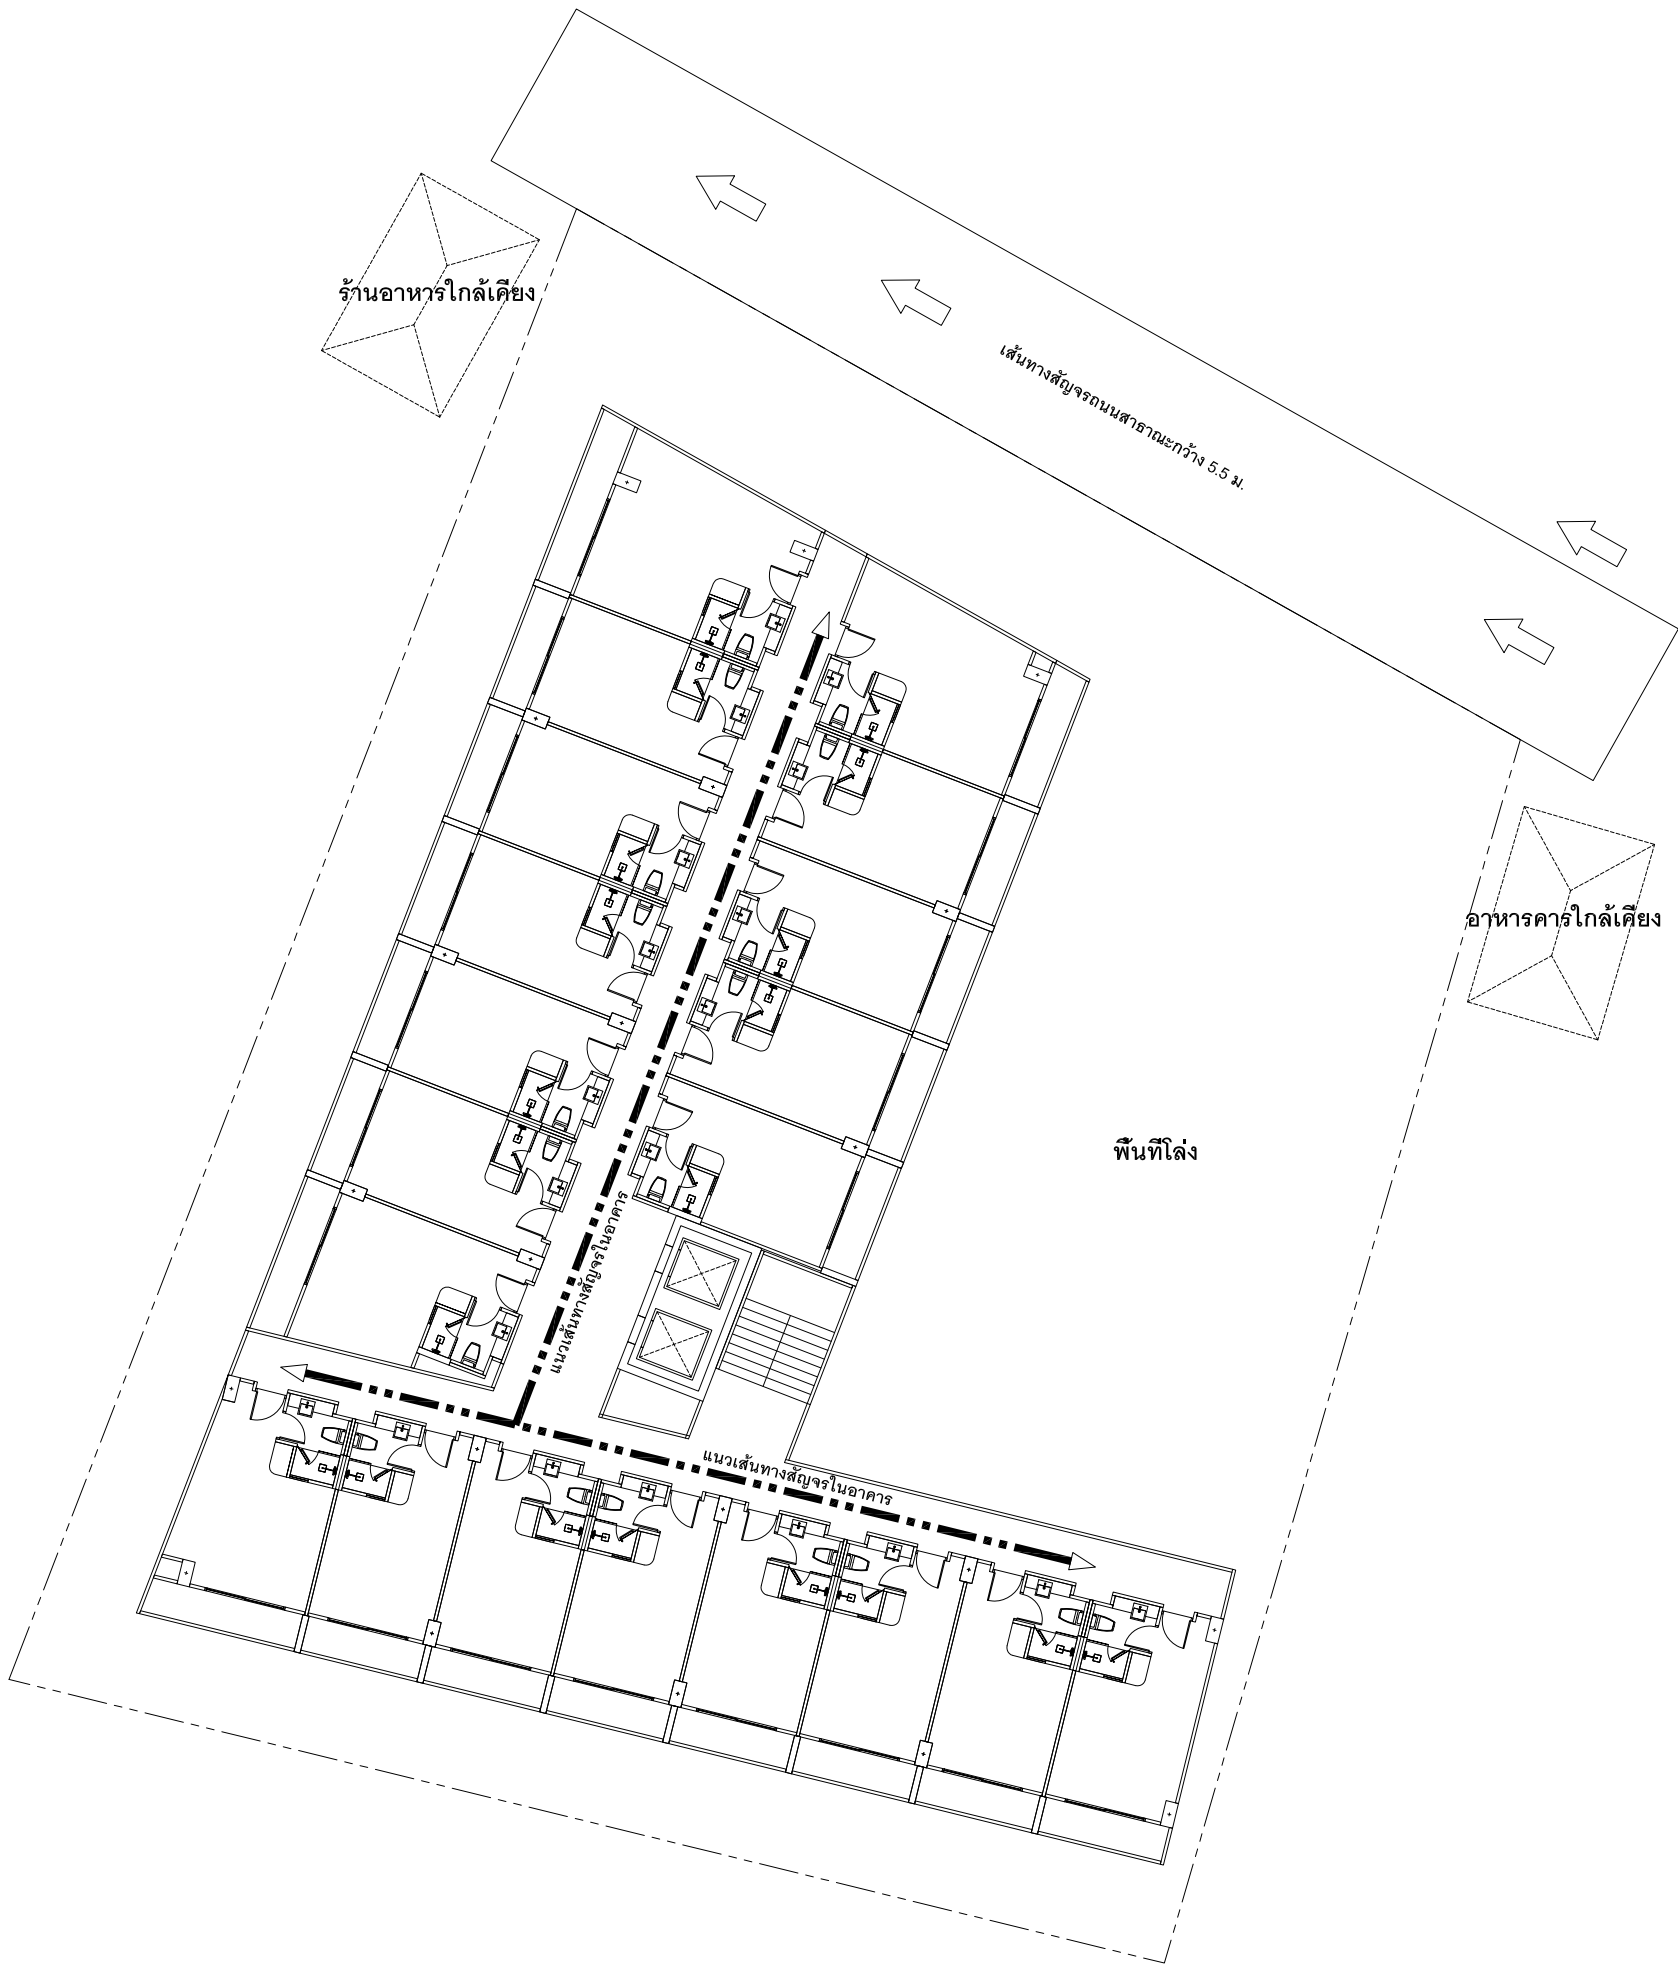 ร้านอาหารใกล้เคียง
เส้นทางสัญจรถนนสาธาณะกว้าง 5.5 ม.
อาหารคารใกล้เคียง
พื้นที่โล่ง
แนวเส้นทางสัญจรในอาคาร
แนวเส้นทางสัญจรในอาคาร